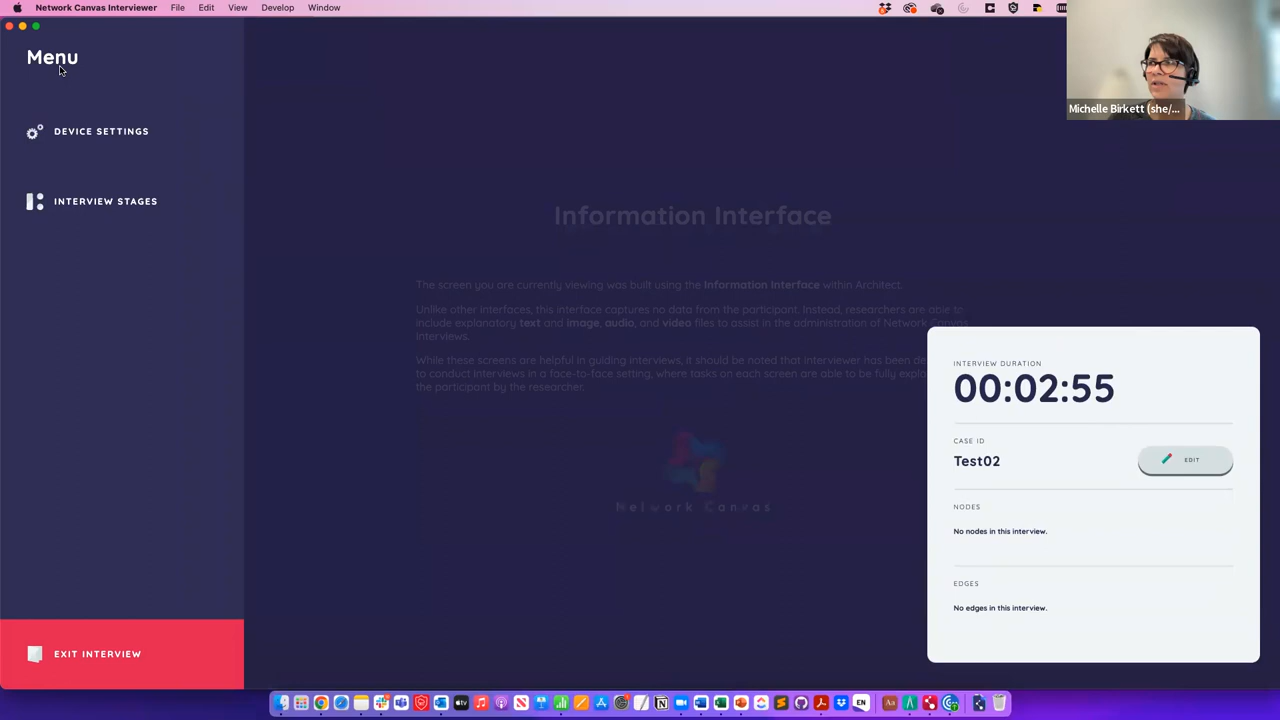 Network Canvas Interviewer File Edit View Develop Window
Menu
DEVICE SETTINGS
INTERVIEW STAGES
EXIT INTERVIEW
Information Interface
The screen you are currently viewing was built using the Information Interface within Architect.
Unlike other Interfaces, this interface captures no data from the participant. Instead, researchers are able to
include explanatory text and image, audio, and video files to assist in the administration of Network Canvas
Interviews.
While these screens are helpful in guiding interviews, it should be noted that Interviewer has been de
to conduct interviews in a face-to-face setting, where tasks on each screen are able to be fully expl
the participant by the researcher.
Network Canvas
Michelle Birkett (she/...
INTERVIEW DURATION
00:02:55
CASE ID
Test02
EDIT
NODES
No nodes in this interview.
EDGES
No edges in this interview.